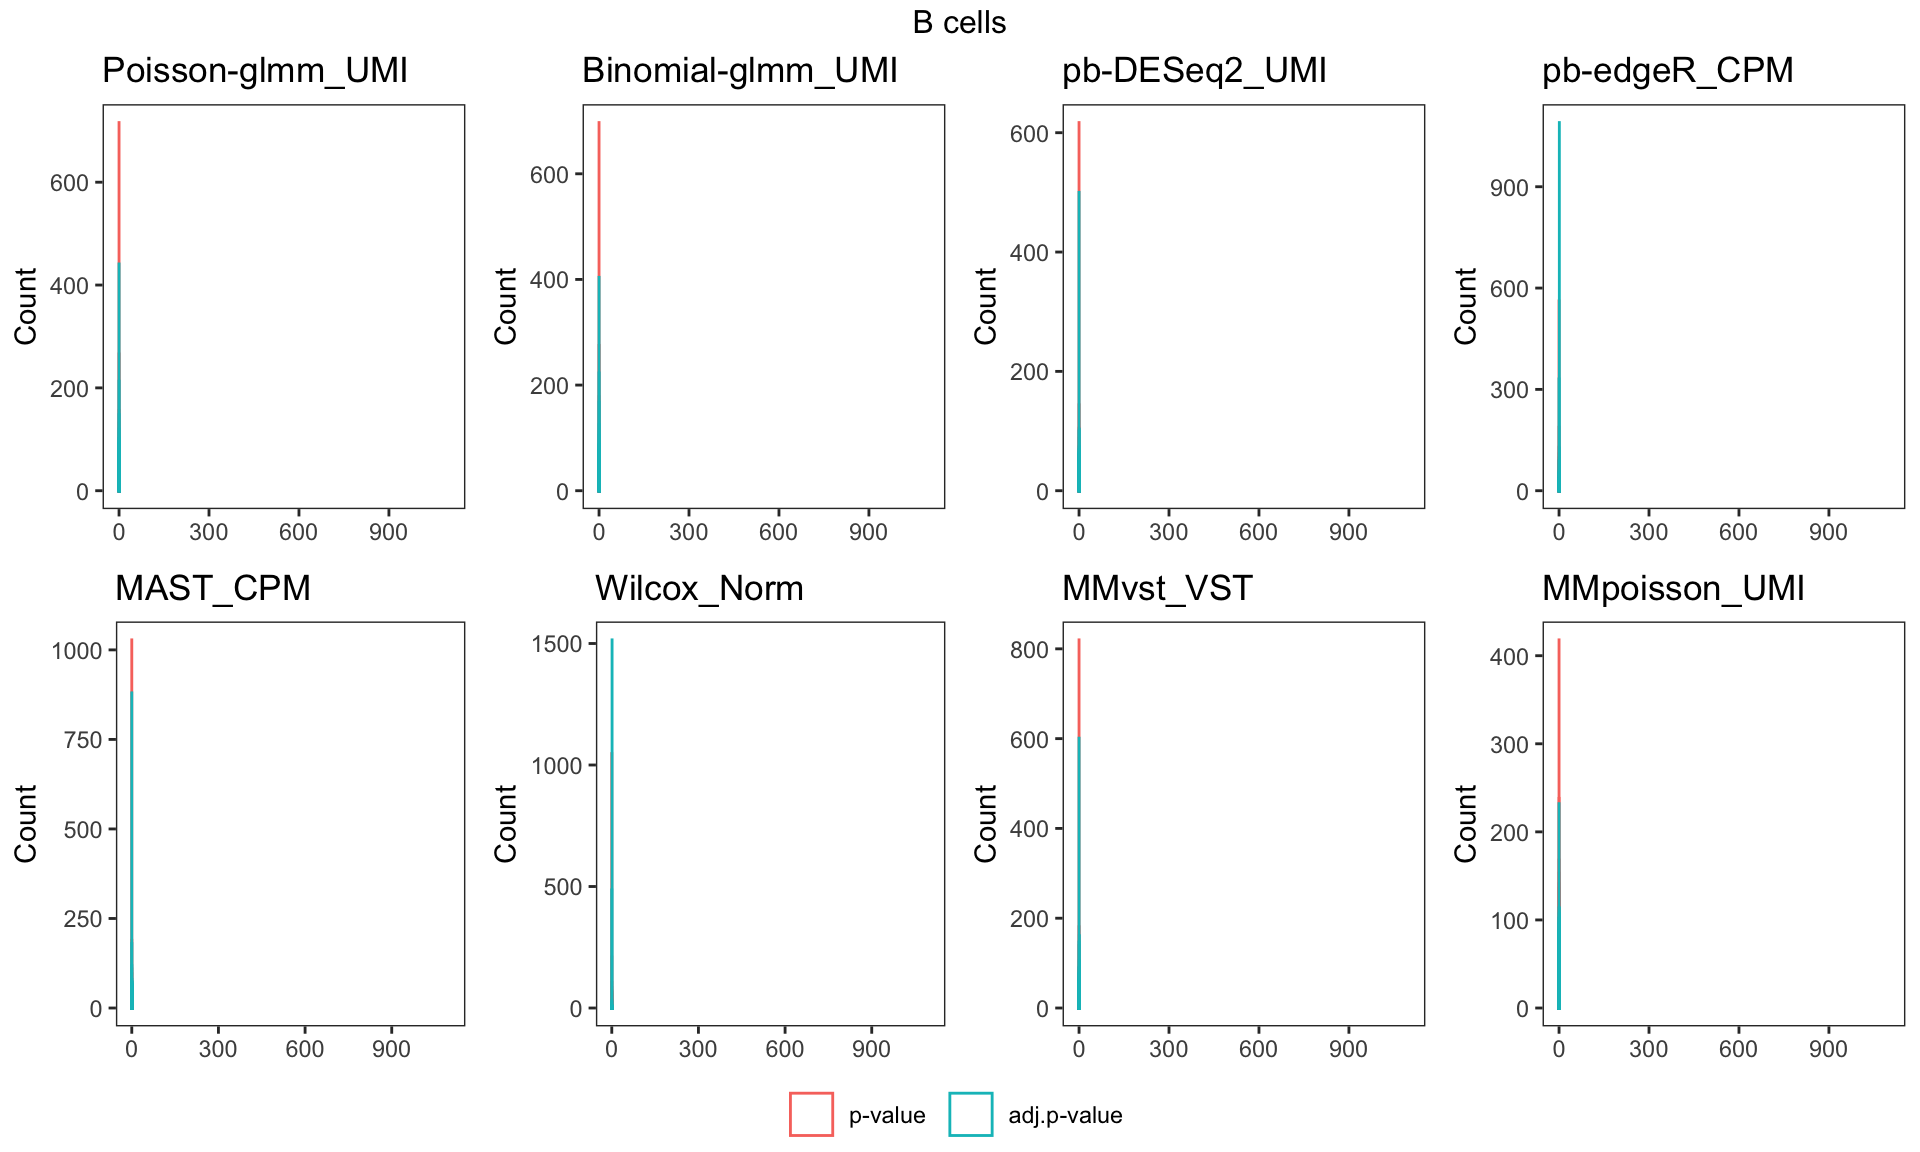 B cells
Poisson-glmm_UMI Binomial-glmm_UMI pb-DESeq2_UMI pb-edgeR_CPM
Count
600
400
200
0
0 300 600 900
Count
600
400
200
0
0 300 600 900
Count
600
400
200
0
0 300 600 900
Count
900
600
300
0
0 300 600 900
MAST_CPM Wilcox_Norm MMvst_VST MMpoisson_UMI
Count
1000
750
500
250
0
0 300 600 900
Count
1500
1000
500
0
0 300 600 900
Count
800
600
400
200
0
0 300 600 900
Count
400
300
200
100
0
0 300 600 900
p-value adj.p-value